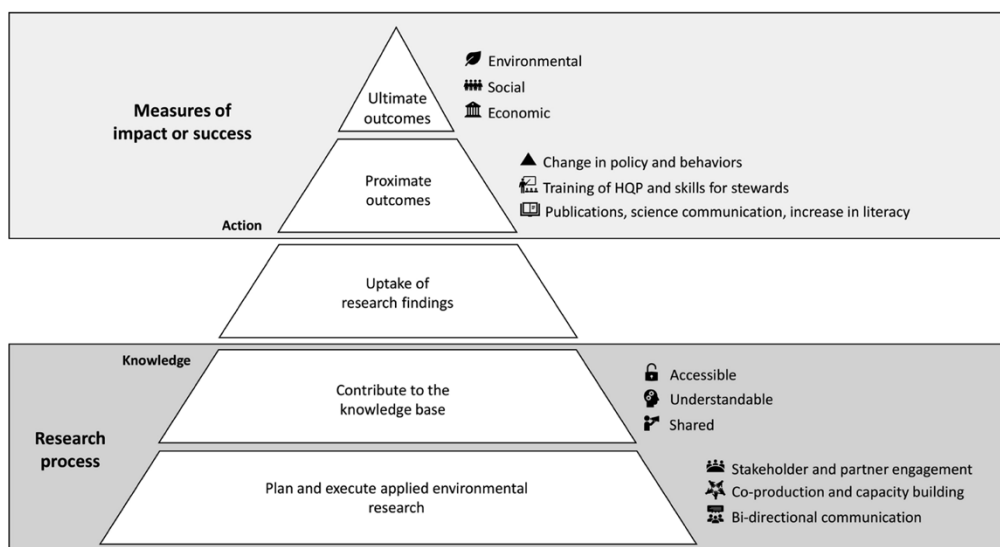 Measures of
impact or success
Ultimate
outcomes
Environmental
Social
Economic
Proximate
outcomes
Change in policy and behaviors
Training of HQP and skills for stewards
Publications, science communication, increase in literacy
Action
Uptake of
research findings
Knowledge
Contribute to the
knowledge base
Accessible
Understandable
Shared
Research
process
Plan and execute applied environmental
research
Stakeholder and partner engagement
Co-production and capacity building
Bi-directional communication